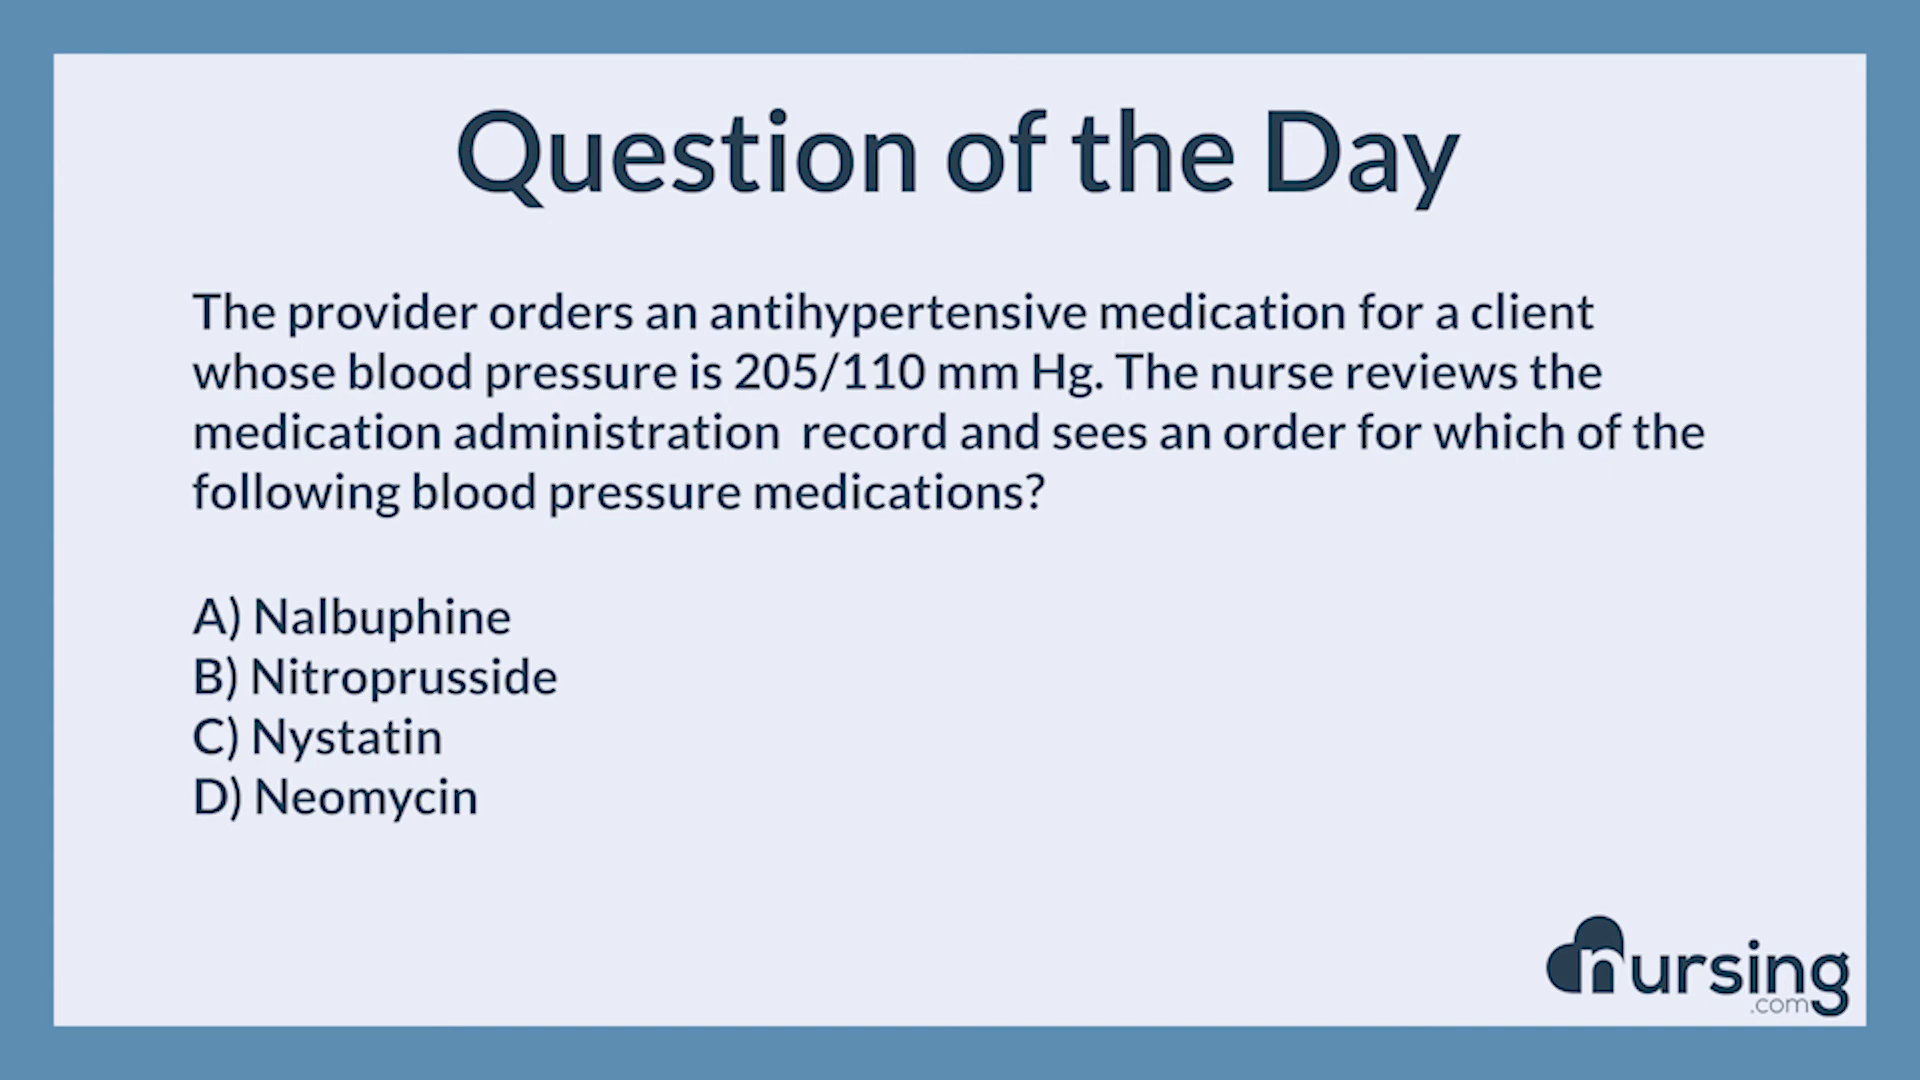 Question of the Day
The provider orders an antihypertensive medication for a client
whose blood pressure is 205/110 mm Hg. The nurse reviews the
medication administration  record and sees an order for which of the
following blood pressure medications?
A) Nalbuphine
B) Nitroprusside
C) Nystatin
D) Neomycin
nursing
.com